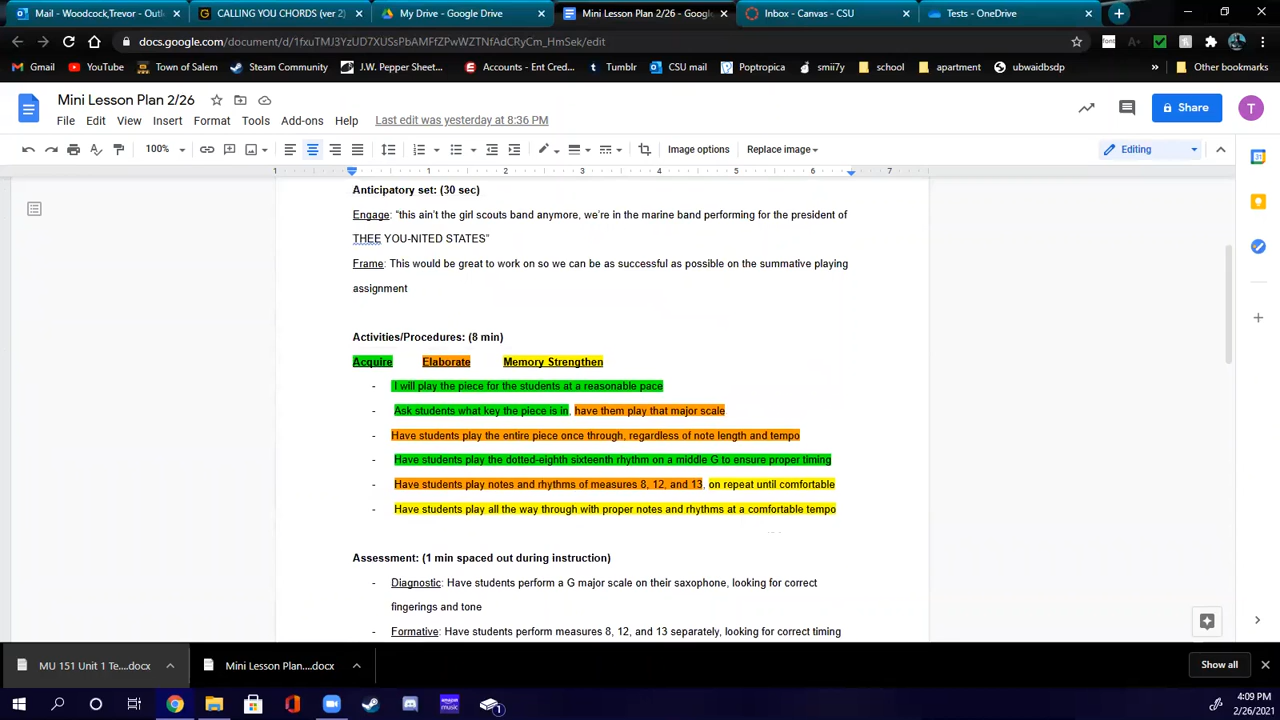 Mail - Woodcock,Trevor - Outloo
CALLING YOU CHORDS (ver 2)
My Drive - Google Drive
Mini Lesson Plan 2/26 - Google
Inbox - Canvas - CSU
Tests - OneDrive
docs.google.com/document/d/1fxuTMJ3YzUD7XUSsPbAMFfZPwWZTNfAdCRyCm_HmSek/edit
Gmail
YouTube
Town of Salem
Steam Community
J.W. Pepper Sheet...
Accounts - Ent Cred...
Tumblr
CSU mail
Poptropica
smii7y
school
apartment
ubwaidbsdp
»
Other bookmarks
Mini Lesson Plan 2/26
File Edit View Insert Format Tools Add-ons Help Last edit was yesterday at 8:36 PM
Share
T
100%
Image options
Replace image
Editing
1 1 2 3 4 5 6 7
Anticipatory set: (30 sec)
Engage: “this ain’t the girl scouts band anymore, we’re in the marine band performing for the president of
THEE YOU-NITED STATES”
Frame: This would be great to work on so we can be as successful as possible on the summative playing
assignment
Activities/Procedures: (8 min)
Acquire Elaborate Memory Strengthen
- I will play the piece for the students at a reasonable pace
- Ask students what key the piece is in, have them play that major scale
- Have students play the entire piece once through, regardless of note length and tempo
- Have students play the dotted-eighth sixteenth rhythm on a middle G to ensure proper timing
- Have students play notes and rhythms of measures 8, 12, and 13, on repeat until comfortable
- Have students play all the way through with proper notes and rhythms at a comfortable tempo
Assessment: (1 min spaced out during instruction)
- Diagnostic: Have students perform a G major scale on their saxophone, looking for correct
fingerings and tone
- Formative: Have students perform measures 8, 12, and 13 separately, looking for correct timing
MU 151 Unit 1 Te....docx
Mini Lesson Plan....docx
Show all
4:09 PM
2/26/2021